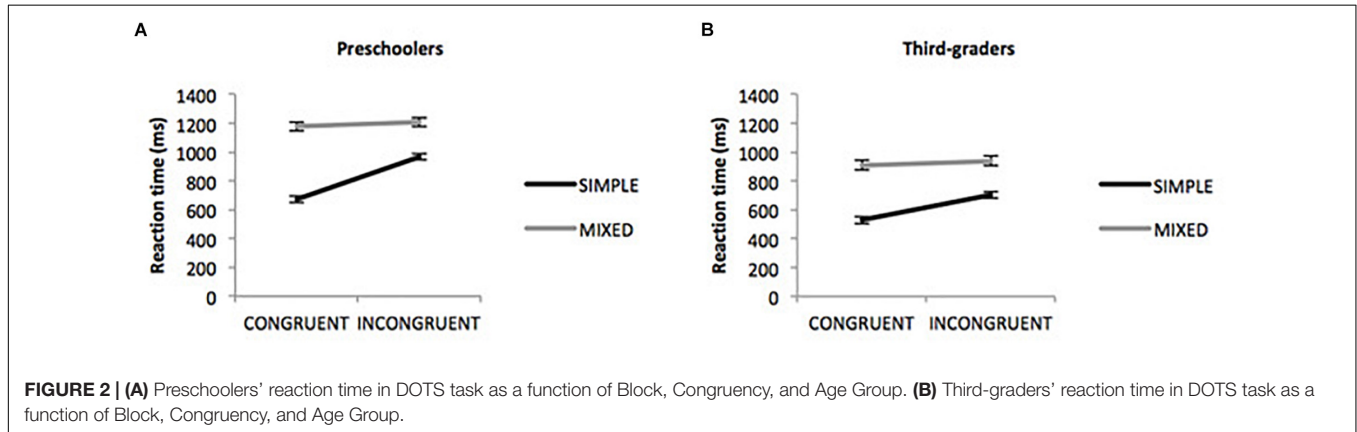 A
Preschoolers
Reaction time (ms)
1400
1200
1000
800
600
400
200
0
CONGRUENT INCONGRUENT
SIMPLE
MIXED
B
Third-graders
Reaction time (ms)
1400
1200
1000
800
600
400
200
0
CONGRUENT INCONGRUENT
SIMPLE
MIXED
FIGURE 2 | (A) Preschoolers’ reaction time in DOTS task as a function of Block, Congruency, and Age Group. (B) Third-graders’ reaction time in DOTS task as a
function of Block, Congruency, and Age Group.